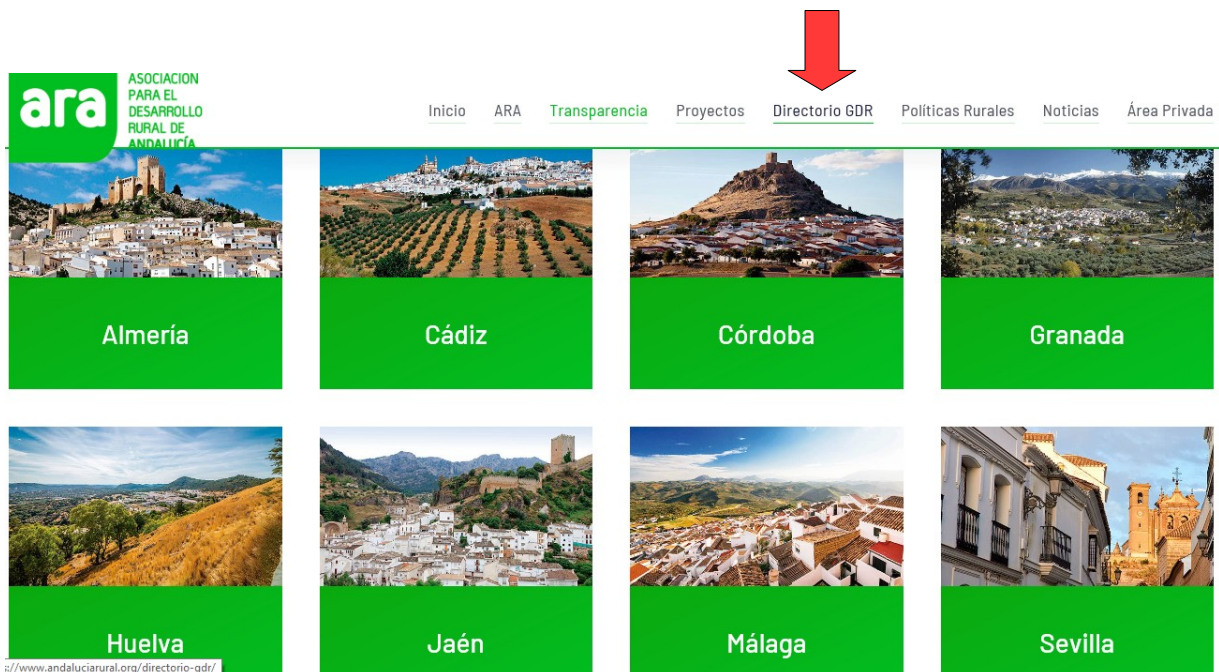 ara
ASOCIACION
PARA EL
DESARROLLO
RURAL DE
ANDALUCÍA
Inicio ARA Transparencia Proyectos Directorio GDR Políticas Rurales Noticias Área Privada
Almería Cádiz Córdoba Granada
Huelva Jaén Málaga Sevilla
s://www.andaluciarural.org/directorio-gdr/